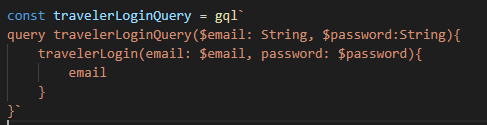 const travelerLoginQuery = gql`
query travelerLoginQuery($email: String, $password:String){
    travelerLogin(email: $email, password: $password){
        email
    }
}`